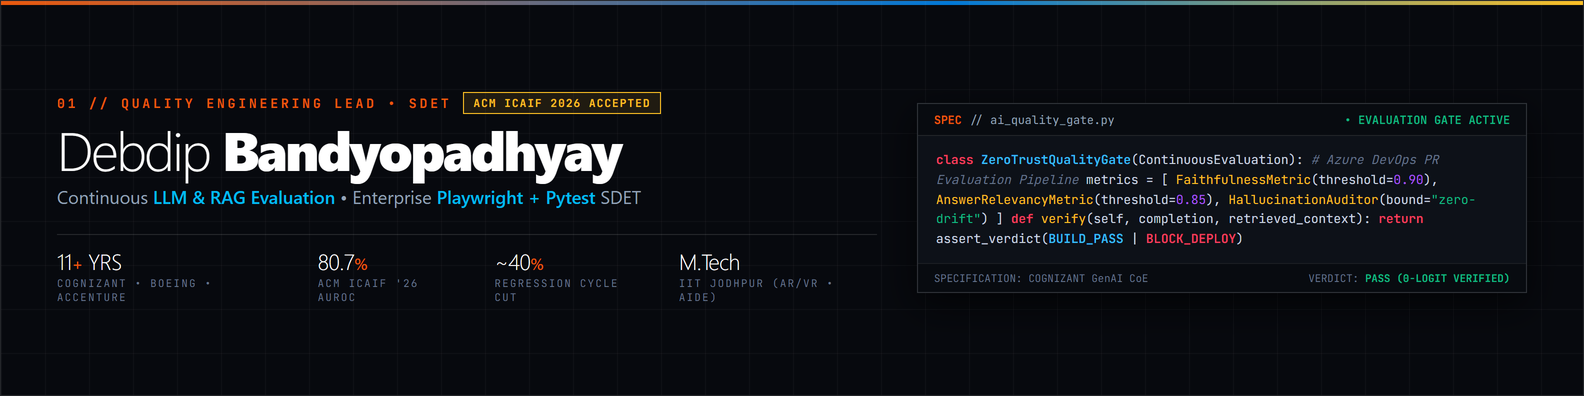 01 // QUALITY ENGINEERING LEAD • SDET
ACM ICAIF 2026 ACCEPTED
Debdip Bandyopadhyay
Continuous LLM & RAG Evaluation • Enterprise Playwright + Pytest SDET
11+ YRS
COGNIZANT • BOEING •
ACCENTURE
80.7%
ACM ICAIF '26
AUROC
~40%
REGRESSION CYCLE
CUT
M.Tech
IIT JODHPUR (AR/VR •
AIDE)
SPEC // ai_quality_gate.py
• EVALUATION GATE ACTIVE
class ZeroTrustQualityGate(ContinuousEvaluation): # Azure DevOps PR
Evaluation Pipeline metrics = [ FaithfulnessMetric(threshold=0.90),
AnswerRelevancyMetric(threshold=0.85), HallucinationAuditor(bound="zero-
drift") ] def verify(self, completion, retrieved_context): return
assert_verdict(BUILD_PASS | BLOCK_DEPLOY)
SPECIFICATION: COGNIZANT GenAI CoE
VERDICT: PASS (0-LOGIT VERIFIED)